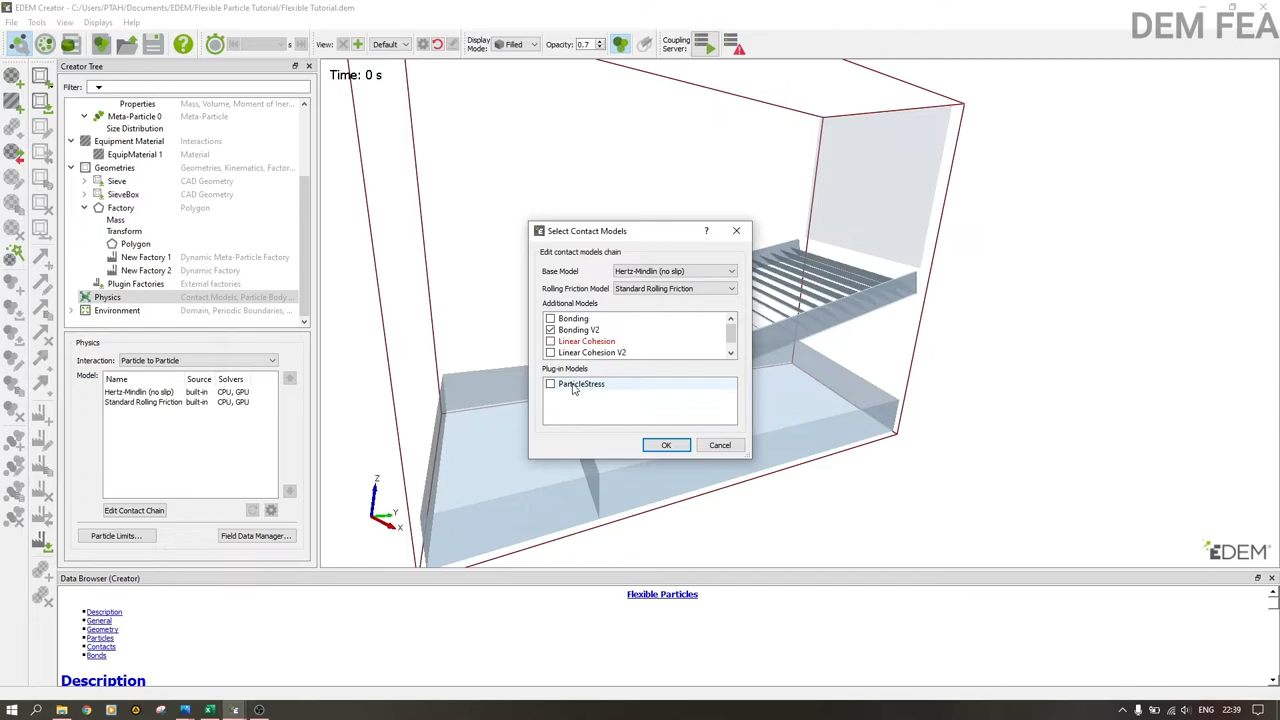 EDEM Creator - C:/Users/PTAH/Documents/EDEM/Flexible Particle Tutorial/Flexible Tutorial.dem
DEM FEA
File Tools View Displays Help
s View: Default Display Mode: Filled Opacity: 0.7 Coupling Server:
Creator Tree
Filter:
Properties Mass, Volume, Moment of Iner...
Meta-Particle 0 Meta-Particle
Size Distribution
Equipment Material Interactions
EquipMaterial 1 Material
Geometries Geometries, Kinematics, Factor...
Sieve CAD Geometry
SieveBox CAD Geometry
Factory Polygon
Mass
Transform
Polygon
New Factory 1 Dynamic Meta-Particle Factory
New Factory 2 Dynamic Factory
Plugin Factories External factories
Physics Contact Models, Particle Body ...
Environment Domain, Periodic Boundaries, ...
Physics
Interaction: Particle to Particle
Model: Name Source Solvers
Hertz-Mindlin (no slip) built-in CPU, GPU
Standard Rolling Friction built-in CPU, GPU
Edit Contact Chain
Particle Limits... Field Data Manager...
Time: 0 s
Select Contact Models ?
Edit contact models chain
Base Model Hertz-Mindlin (no slip)
Rolling Friction Model Standard Rolling Friction
Additional Models
Bonding
Bonding V2
Linear Cohesion
Linear Cohesion V2
Plug-in Models
ParticleStress
OK Cancel
Z
Y
X
EDEM
Data Browser (Creator)
Flexible Particles
Description
General
Geometry
Particles
Contacts
Bonds
Description
ENG 22:39